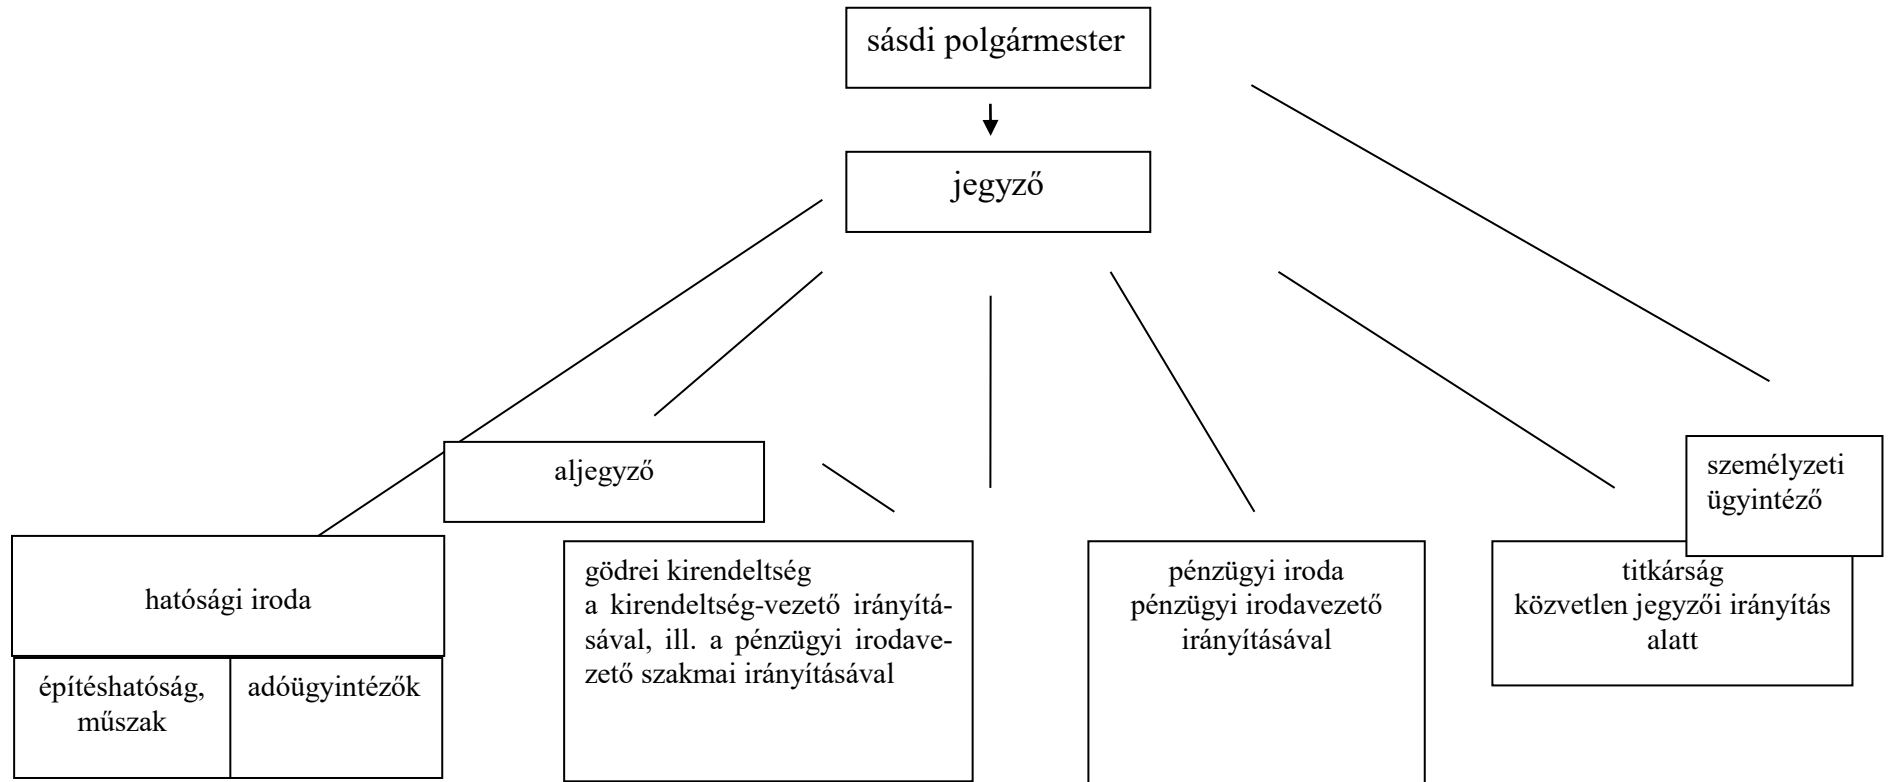 sásdi polgármester
jegyző
aljegyző
személyzeti
ügyintéző
hatósági iroda
építéshatóság,
műszak
adóügyintézők
gödrei kirendeltség
a kirendeltség-vezető irányítá-
sával, ill. a pénzügyi irodave-
zető szakmai irányításával
pénzügyi iroda
pénzügyi irodavezető
irányításával
titkárság
közvetlen jegyzői irányítás
alatt